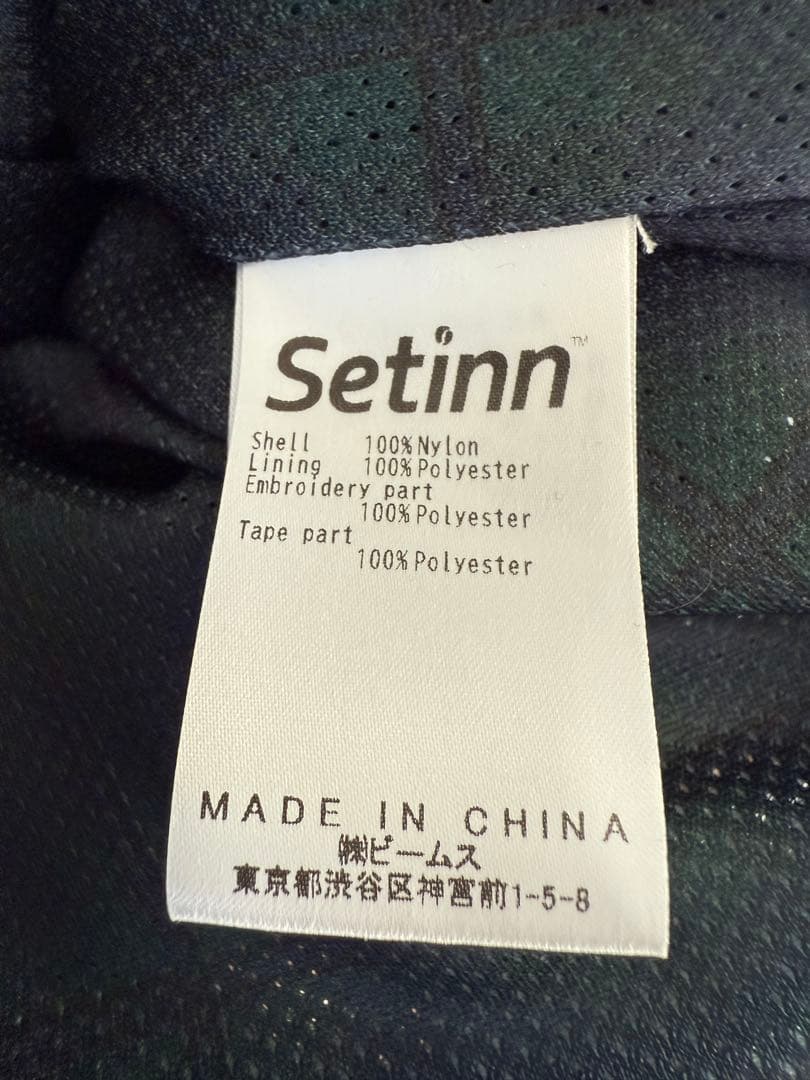 Setinn™
Shell 100%Nylon
Lining 100%Polyester
Embroidery part
100%Polyester
Tape part
100%Polyester
MADE IN CHINA
㈱ビームス
東京都渋谷区神宮前1-5-8